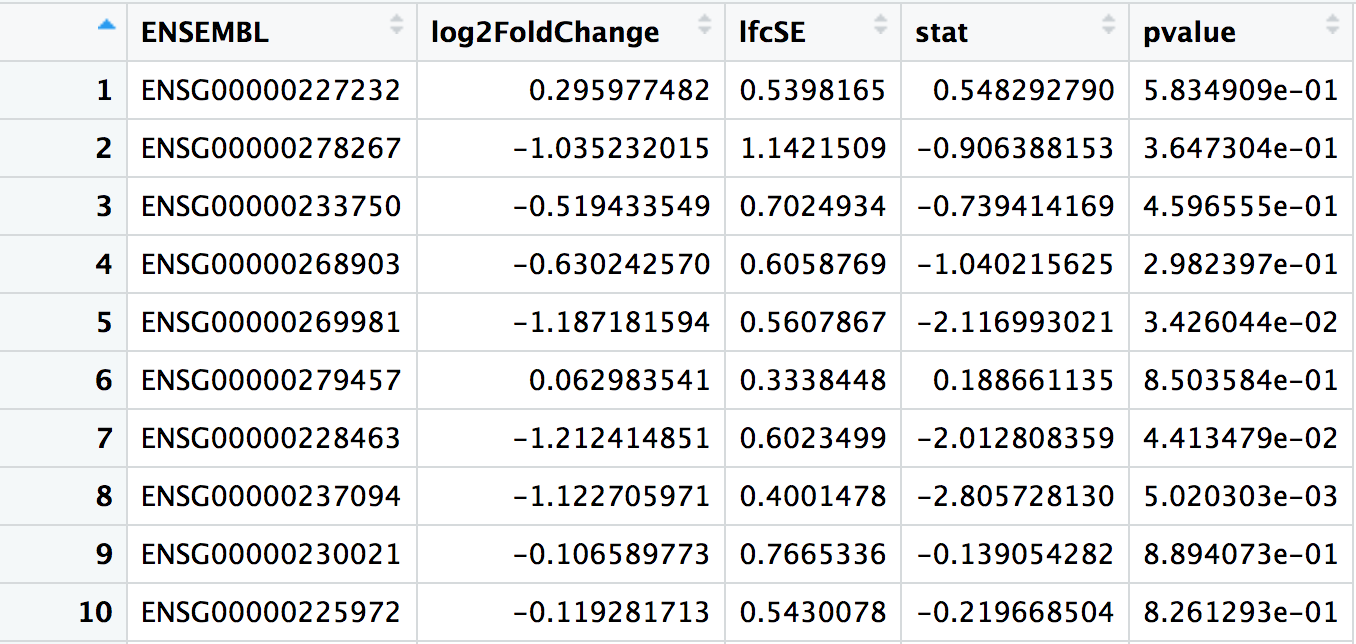 ENSEMBL log2FoldChange lfcSE stat pvalue
1 ENSG00000227232 0.295977482 0.5398165 0.548292790 5.834909e-01
2 ENSG00000278267 -1.035232015 1.1421509 -0.906388153 3.647304e-01
3 ENSG00000233750 -0.519433549 0.7024934 -0.739414169 4.596555e-01
4 ENSG00000268903 -0.630242570 0.6058769 -1.040215625 2.982397e-01
5 ENSG00000269981 -1.187181594 0.5607867 -2.116993021 3.426044e-02
6 ENSG00000279457 0.062983541 0.3338448 0.188661135 8.503584e-01
7 ENSG00000228463 -1.212414851 0.6023499 -2.012808359 4.413479e-02
8 ENSG00000237094 -1.122705971 0.4001478 -2.805728130 5.020303e-03
9 ENSG00000230021 -0.106589773 0.7665336 -0.139054282 8.894073e-01
10 ENSG00000225972 -0.119281713 0.5430078 -0.219668504 8.261293e-01